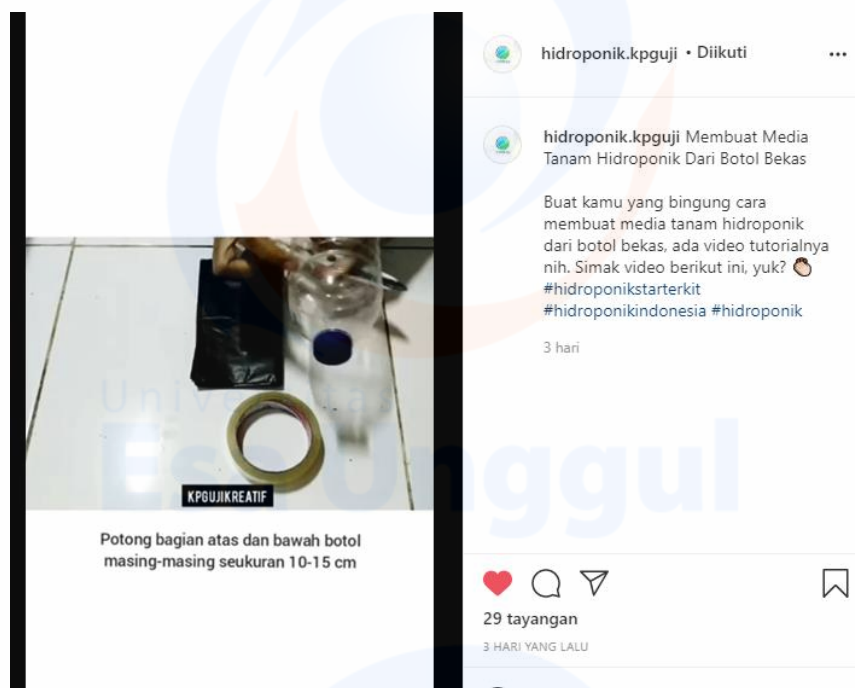 hidroponik.kpguji • Diikuti
hidroponik.kpguji Membuat Media
Tanam Hidroponik Dari Botol Bekas
Buat kamu yang bingung cara
membuat media tanam hidroponik
dari botol bekas, ada video tutorialnya
nih. Simak video berikut ini, yuk?
#hidroponikstarterkit
#hidroponikindonesia #hidroponik
3 hari
KPGUJIKREATIF
Potong bagian atas dan bawah botol
masing-masing seukuran 10-15 cm
Universitas
Esa Unggul
29 tayangan
3 HARI YANG LALU